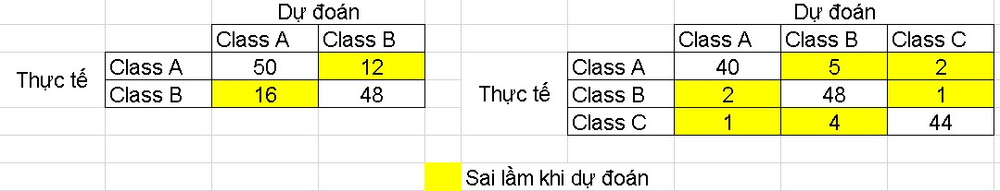 Dự đoán
Class A Class B
Thực tế
Class A 50 12
Class B 16 48
Dự đoán
Class A Class B Class C
Thực tế
Class A 40 5 2
Class B 2 48 1
Class C 1 4 44
Sai lầm khi dự đoán